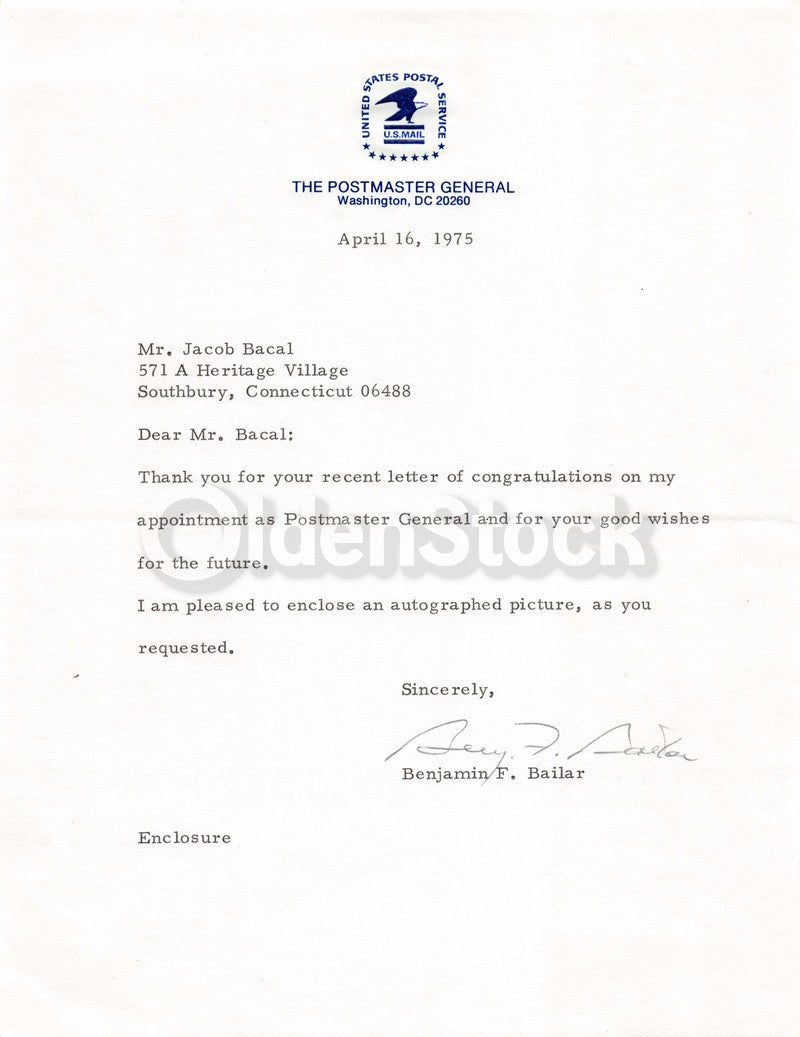 UNITED STATES POSTAL SERVICE
U.S.MAIL
THE POSTMASTER GENERAL
Washington, DC 20260
April 16, 1975
Mr. Jacob Bacal
571 A Heritage Village
Southbury, Connecticut 06488
Dear Mr. Bacal:
Thank you for your recent letter of congratulations on my
appointment as Postmaster General and for your good wishes
OldenStock
for the future.
I am pleased to enclose an autographed picture, as you
requested.
Sincerely,
Benj. F. Bailar
Benjamin F. Bailar
Enclosure